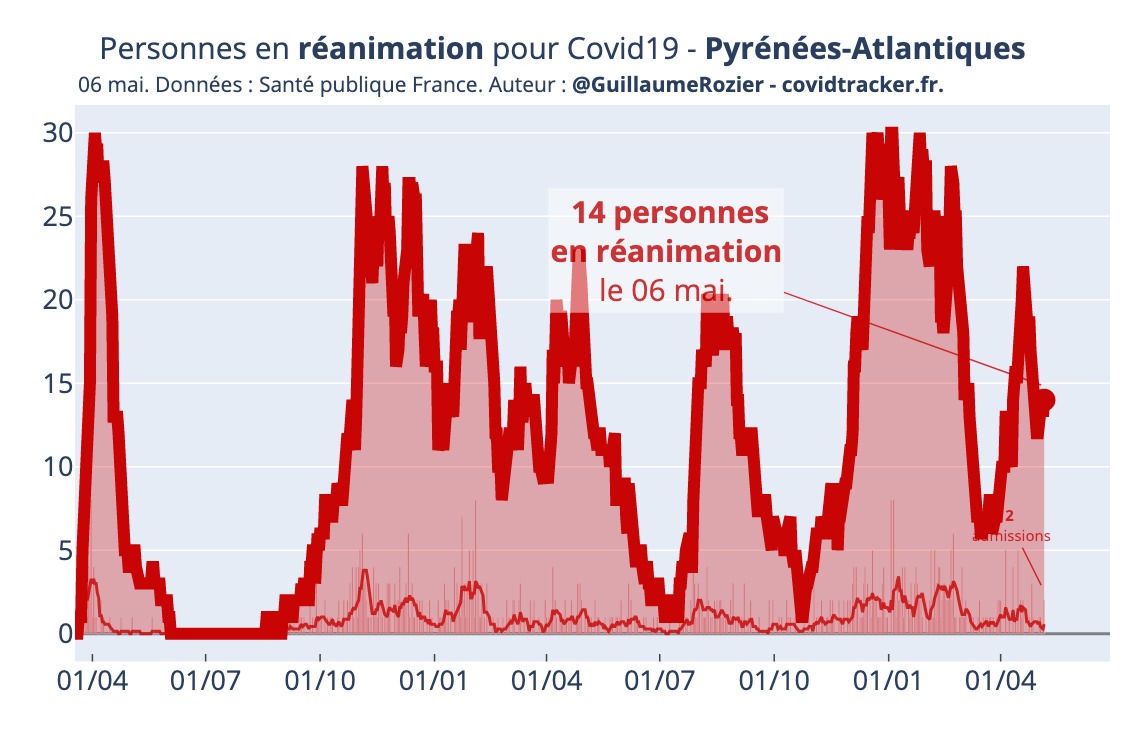 Personnes en réanimation pour Covid19 - Pyrénées-Atlantiques
06 mai. Données : Santé publique France. Auteur : @GuillaumeRozier - covidtracker.fr.
30
25
20
15
10
5
0
14 personnes
en réanimation
le 06 mai.
2
admissions
01/04
01/07
01/10
01/01
01/04
01/07
01/10
01/01
01/04